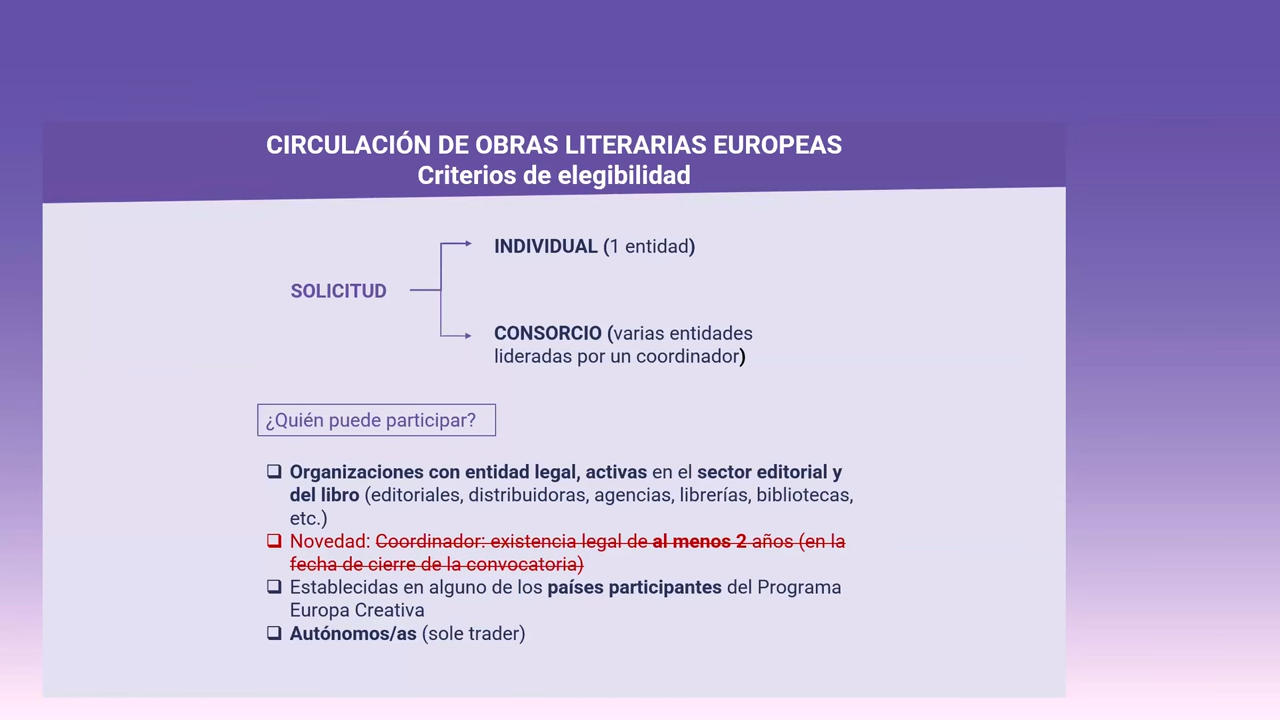 CIRCULACIÓN DE OBRAS LITERARIAS EUROPEAS
Criterios de elegibilidad
INDIVIDUAL (1 entidad)
SOLICITUD
CONSORCIO (varias entidades
lideradas por un coordinador)
¿Quién puede participar?
Organizaciones con entidad legal, activas en el sector editorial y
del libro (editoriales, distribuidoras, agencias, librerías, bibliotecas,
etc.)
Novedad: Coordinador: existencia legal de al menos 2 años (en la
fecha de cierre de la convocatoria)
Establecidas en alguno de los países participantes del Programa
Europa Creativa
Autónomos/as (sole trader)